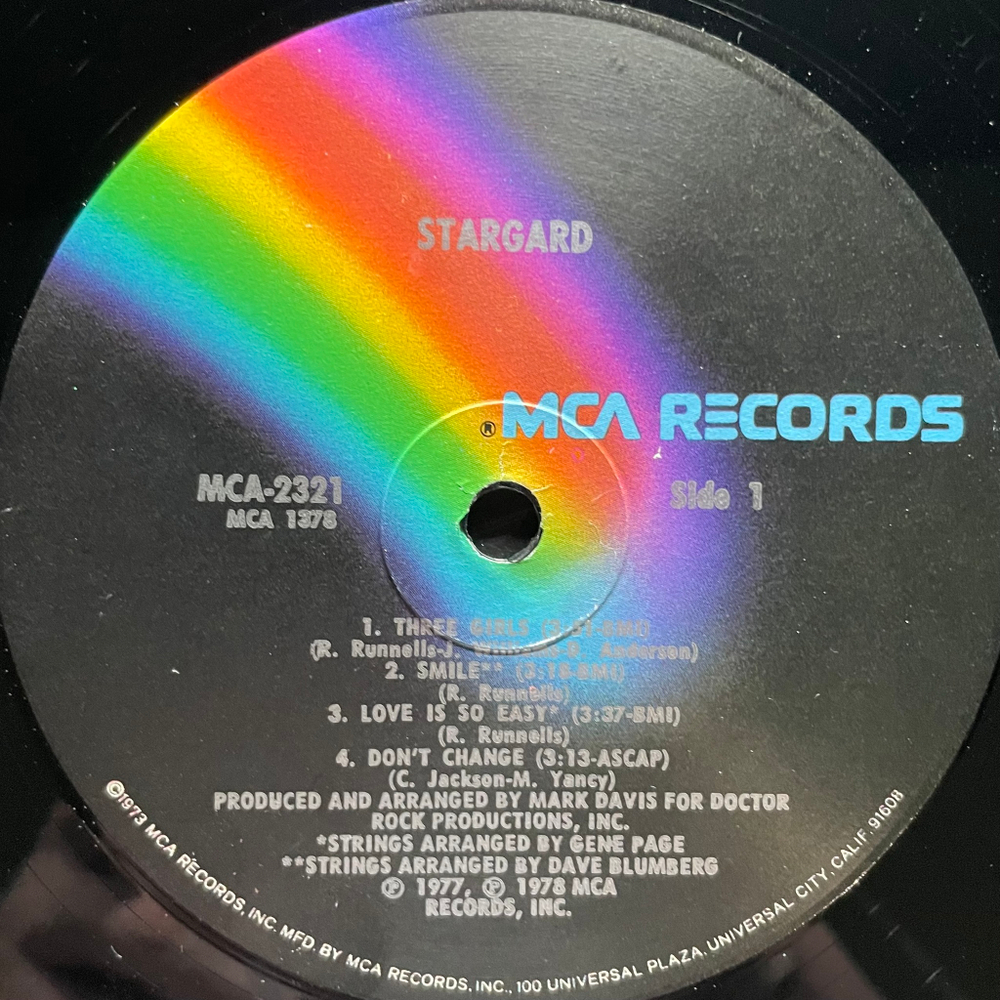 STARGARD
® MCA RECORDS
MCA-2321
MCA 1378
Side 1
1. THREE GIRLS
(R. Runnells-J. Williams-D. Anderson)
2. SMILE** (3:18-BMI)
(R. Runnells)
3. LOVE IS SO EASY* (3:37-BMI)
(R. Runnells)
4. DON'T CHANGE (3:13-ASCAP)
(C. Jackson-M. Yancy)
PRODUCED AND ARRANGED BY MARK DAVIS FOR DOCTOR
ROCK PRODUCTIONS, INC.
*STRINGS ARRANGED BY GENE PAGE
**STRINGS ARRANGED BY DAVE BLUMBERG
℗ 1977, ℗ 1978 MCA
RECORDS, INC.
©1973 MCA RECORDS, INC. MFD. BY MCA RECORDS, INC., 100 UNIVERSAL PLAZA, UNIVERSAL CITY, CALIF. 91608